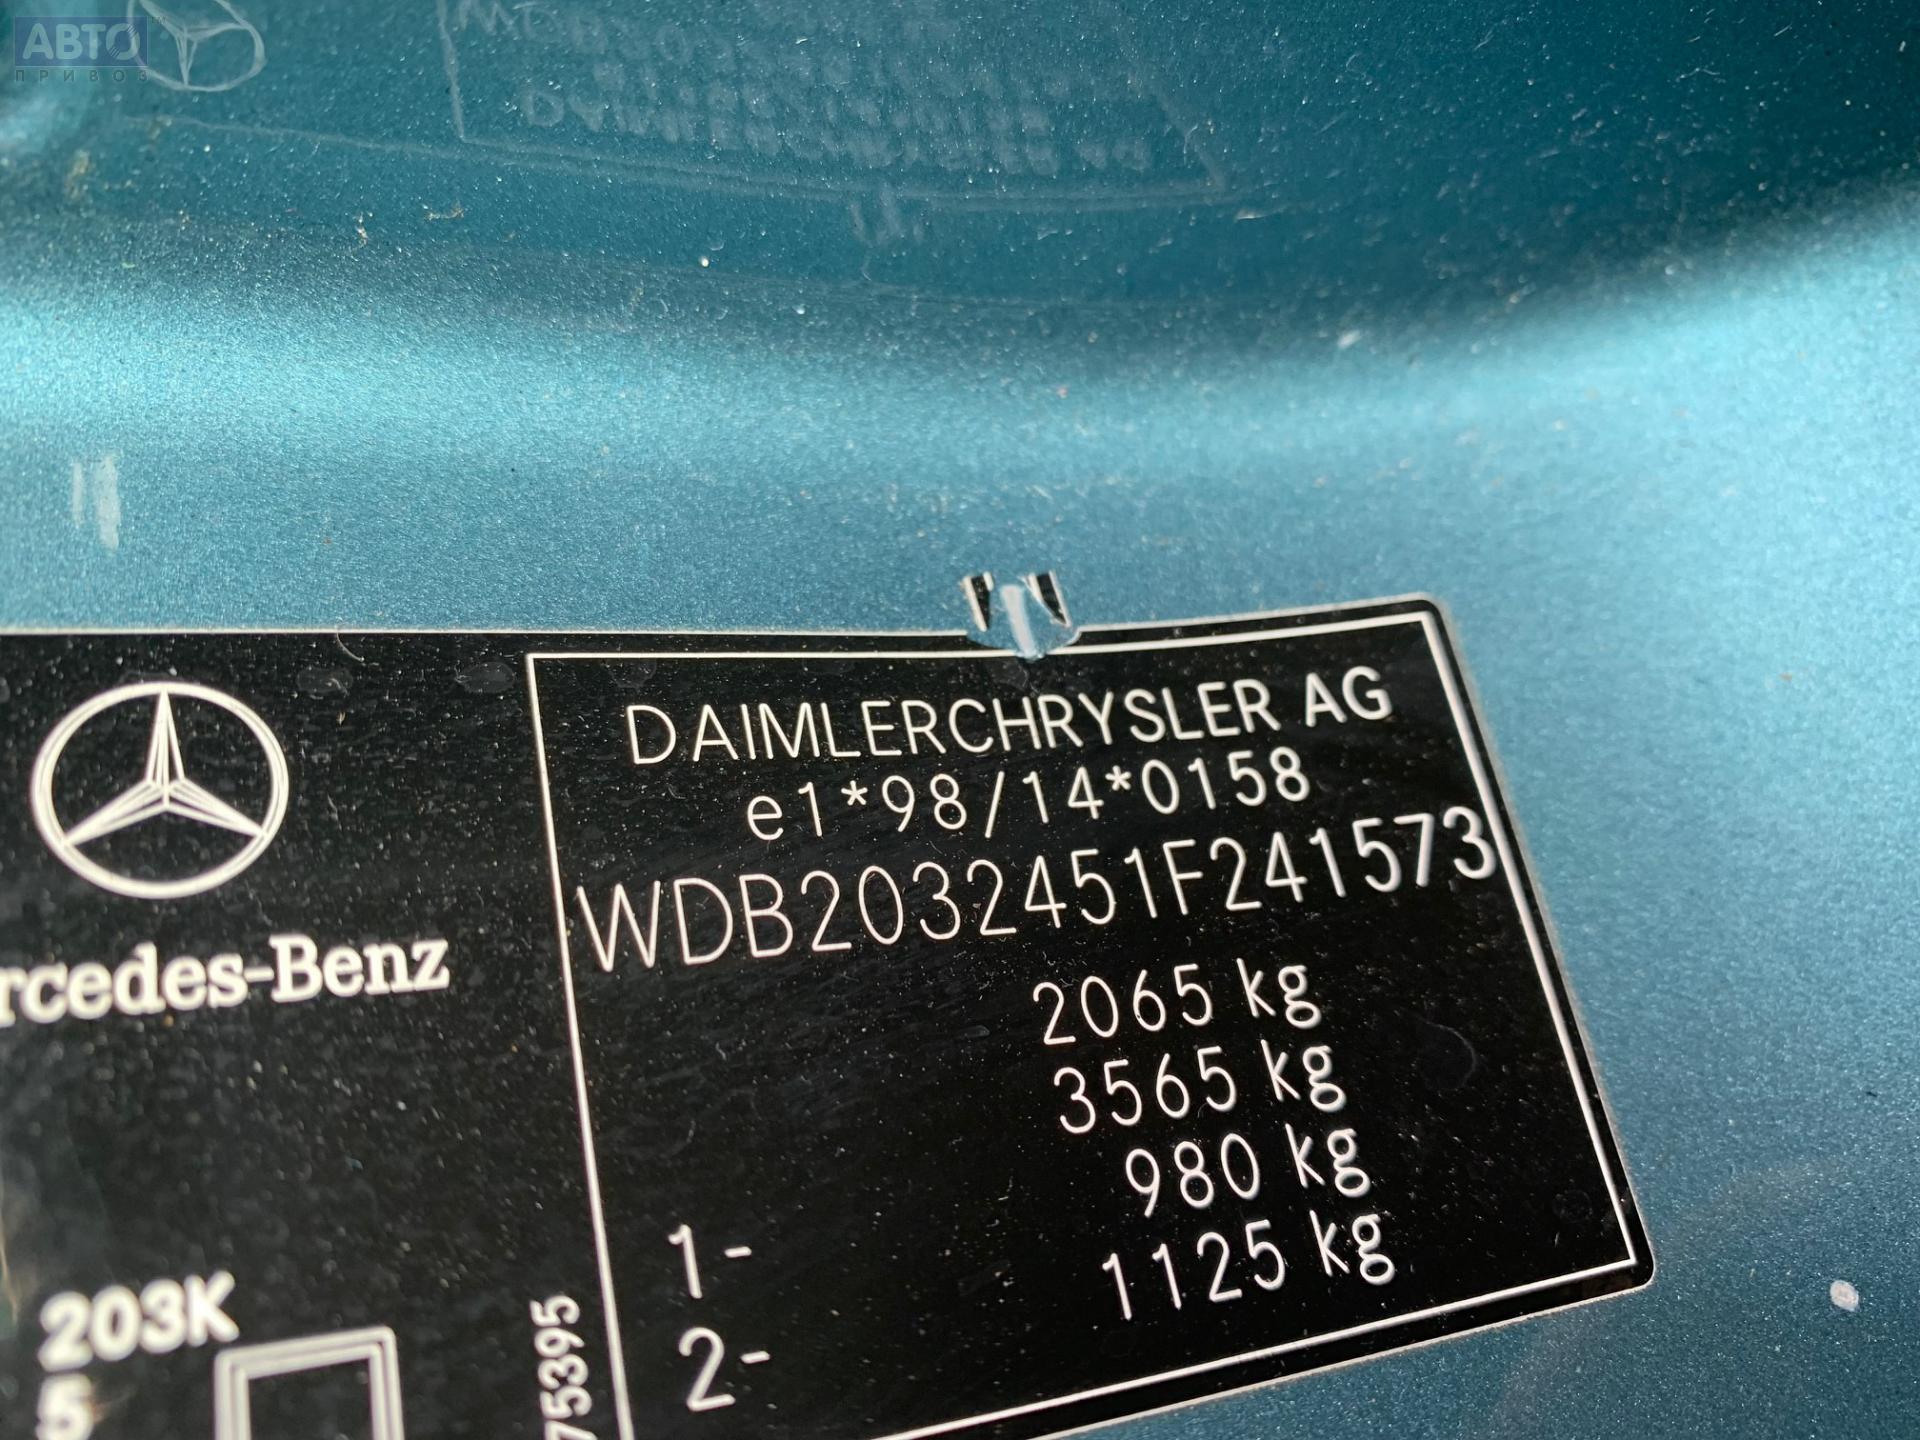 АВТО
ПРИВОЗ
DAIMLERCHRYSLER AG
e1*98/14*0158
WDB2032451F241573
2065 kg
3565 kg
1- 980 kg
2- 1125 kg
rcedes-Benz
203K
5
75395